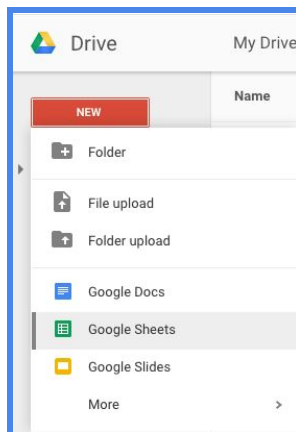 Drive
My Drive
Name
NEW
Folder
File upload
Folder upload
Google Docs
Google Sheets
Google Slides
More